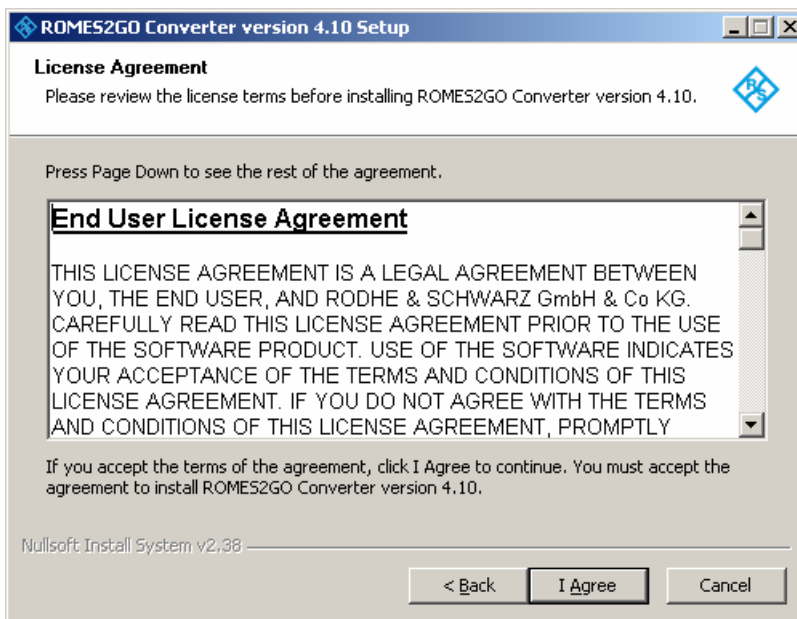 ROMES2GO Converter version 4.10 Setup
License Agreement
Please review the license terms before installing ROMES2GO Converter version 4.10.
R S
Press Page Down to see the rest of the agreement.
End User License Agreement
THIS LICENSE AGREEMENT IS A LEGAL AGREEMENT BETWEEN
YOU, THE END USER, AND RODHE & SCHWARZ GmbH & Co KG.
CAREFULLY READ THIS LICENSE AGREEMENT PRIOR TO THE USE
OF THE SOFTWARE PRODUCT. USE OF THE SOFTWARE INDICATES
YOUR ACCEPTANCE OF THE TERMS AND CONDITIONS OF THIS
LICENSE AGREEMENT. IF YOU DO NOT AGREE WITH THE TERMS
AND CONDITIONS OF THIS LICENSE AGREEMENT, PROMPTLY
If you accept the terms of the agreement, click I Agree to continue. You must accept the
agreement to install ROMES2GO Converter version 4.10.
Nullsoft Install System v2.38
< Back I Agree Cancel